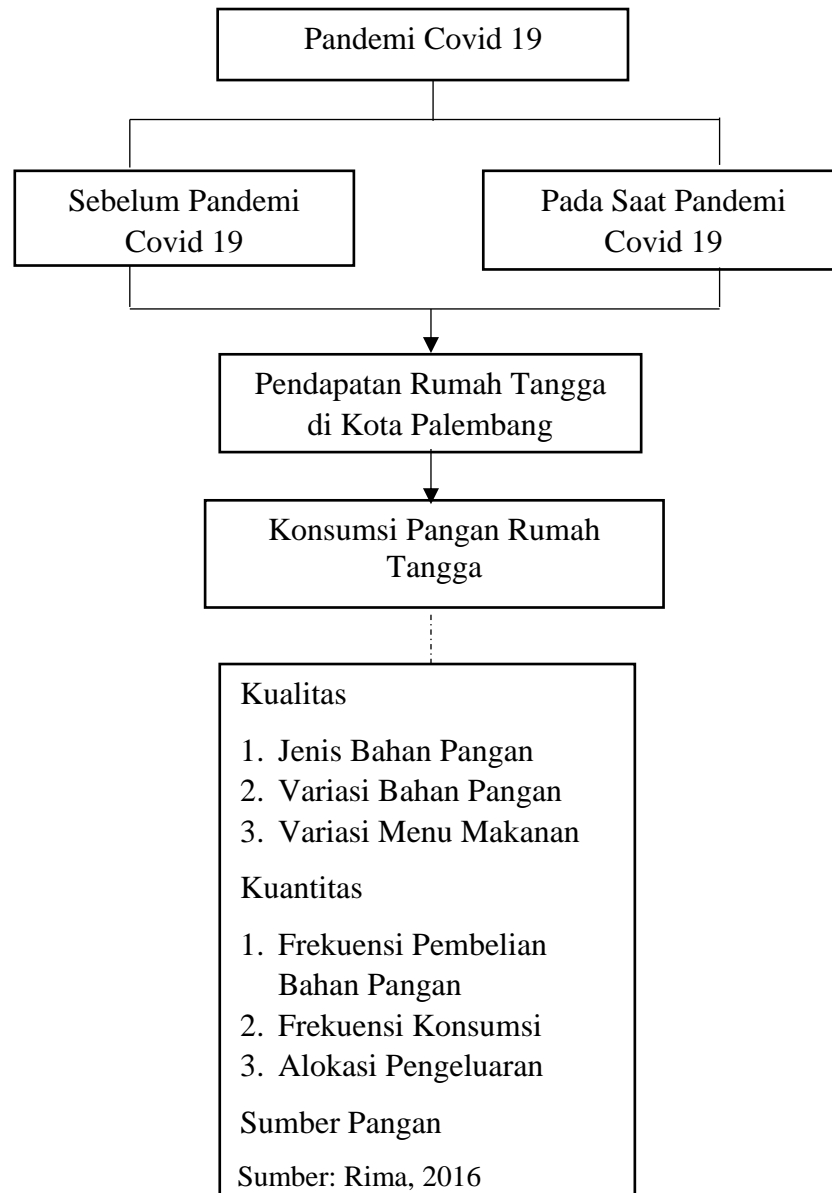 Pandemi Covid 19
Sebelum Pandemi
Covid 19
Pada Saat Pandemi
Covid 19
Pendapatan Rumah Tangga
di Kota Palembang
Konsumsi Pangan Rumah
Tangga
Kualitas
1. Jenis Bahan Pangan
2. Variasi Bahan Pangan
3. Variasi Menu Makanan
Kuantitas
1. Frekuensi Pembelian
Bahan Pangan
2. Frekuensi Konsumsi
3. Alokasi Pengeluaran
Sumber Pangan
Sumber: Rima, 2016